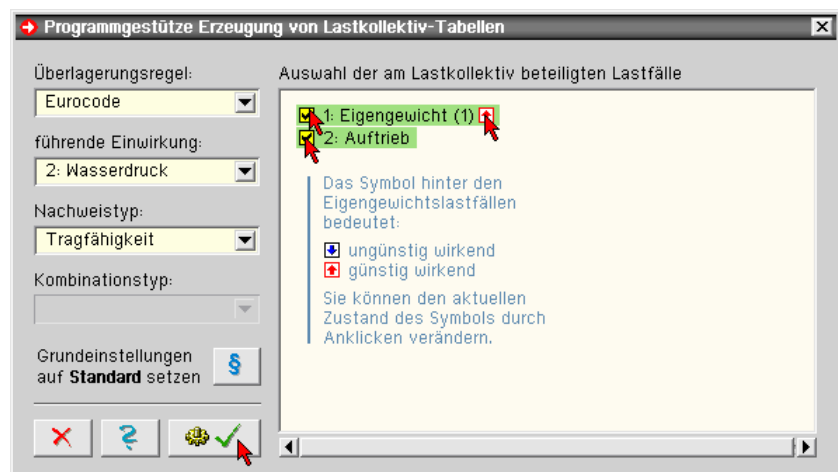 Programmgestütze Erzeugung von Lastkollektiv-Tabellen
Überlagerungsregel:
Eurocode
führende Einwirkung:
2: Wasserdruck
Nachweistyp:
Tragfähigkeit
Kombinationstyp:
Grundeinstellungen
auf Standard setzen
§
Auswahl der am Lastkollektiv beteiligten Lastfälle
1: Eigengewicht (1)
2: Auftrieb
Das Symbol hinter den
Eigengewichtslastfällen
bedeutet:
ungünstig wirkend
günstig wirkend
Sie können den aktuellen
Zustand des Symbols durch
Anklicken verändern.